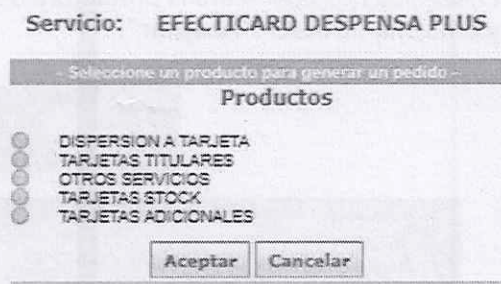 Servicio: EFECTICARD DESPENSA PLUS
- Seleccione un producto para generar un pedido -
Productos
DISPERSION A TARJETA
TARJETAS TITULARES
OTROS SERVICIOS
TARJETAS STOCK
TARJETAS ADICIONALES
Aceptar Cancelar